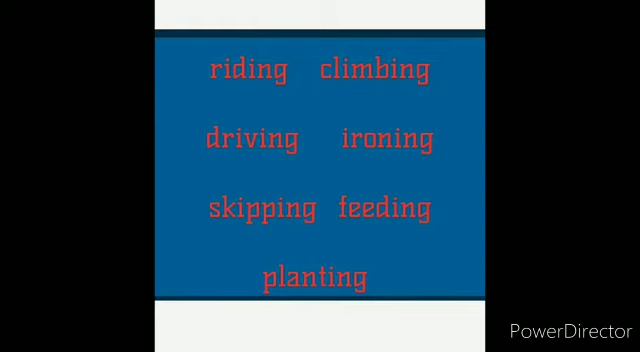 riding climbing
driving ironing
skipping feeding
planting
PowerDirector